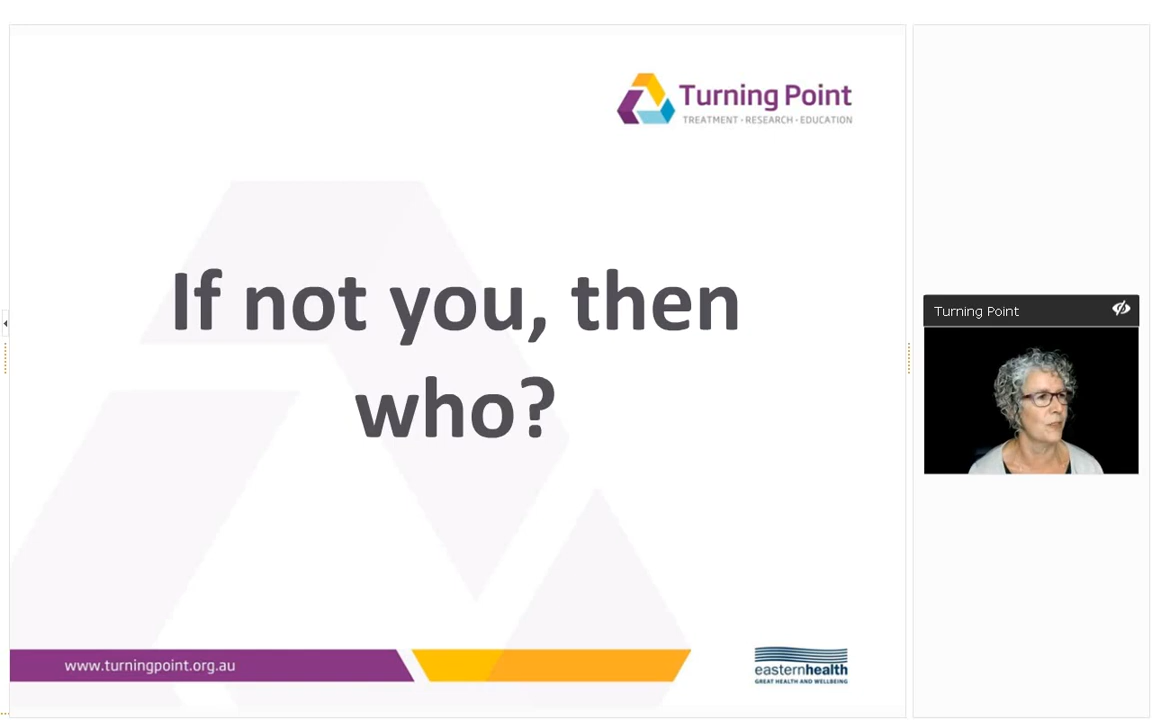 Turning Point
TREATMENT • RESEARCH • EDUCATION
If not you, then
who?
Turning Point
www.turningpoint.org.au
easternhealth
GREAT HEALTH AND WELLBEING